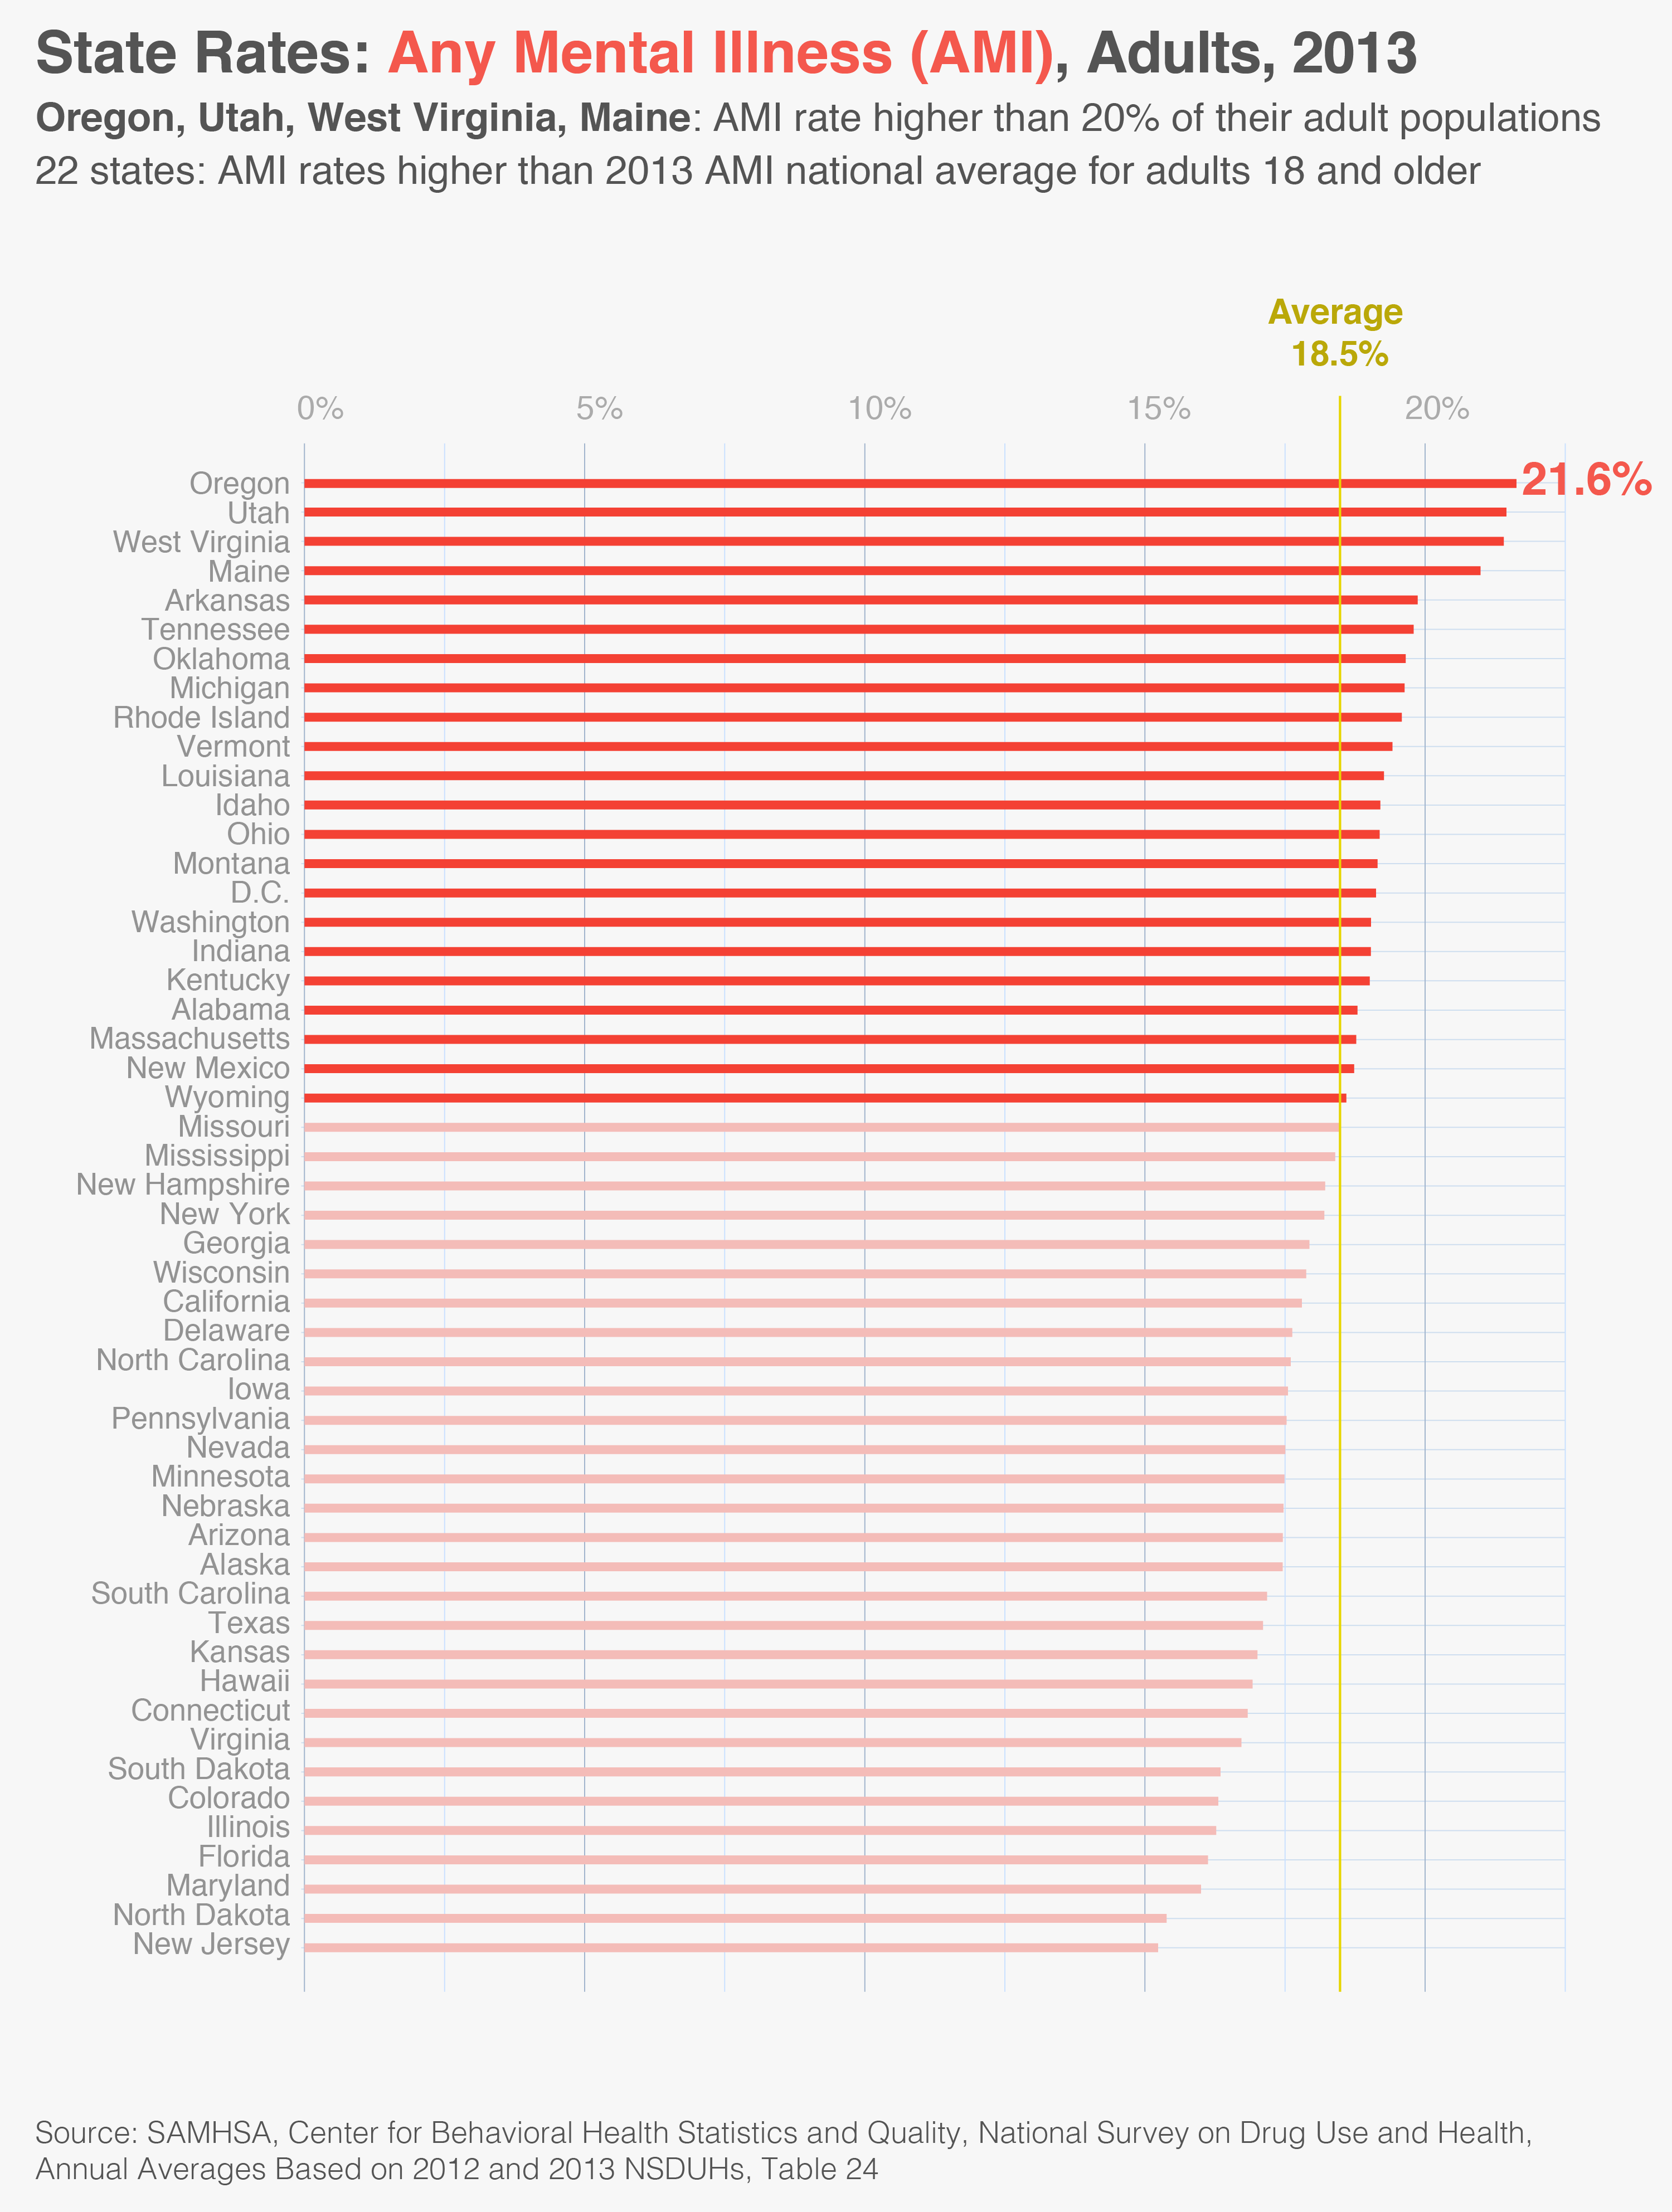 State Rates: Any Mental Illness (AMI), Adults, 2013
Oregon, Utah, West Virginia, Maine: AMI rate higher than 20% of their adult populations
22 states: AMI rates higher than 2013 AMI national average for adults 18 and older
Average
18.5%
0% 5% 10% 15% 20%
Oregon 21.6%
Utah
West Virginia
Maine
Arkansas
Tennessee
Oklahoma
Michigan
Rhode Island
Vermont
Louisiana
Idaho
Ohio
Montana
D.C.
Washington
Indiana
Kentucky
Alabama
Massachusetts
New Mexico
Wyoming
Missouri
Mississippi
New Hampshire
New York
Georgia
Wisconsin
California
Delaware
North Carolina
Iowa
Pennsylvania
Nevada
Minnesota
Nebraska
Arizona
Alaska
South Carolina
Texas
Kansas
Hawaii
Connecticut
Virginia
South Dakota
Colorado
Illinois
Florida
Maryland
North Dakota
New Jersey
Source: SAMHSA, Center for Behavioral Health Statistics and Quality, National Survey on Drug Use and Health,
Annual Averages Based on 2012 and 2013 NSDUHs, Table 24